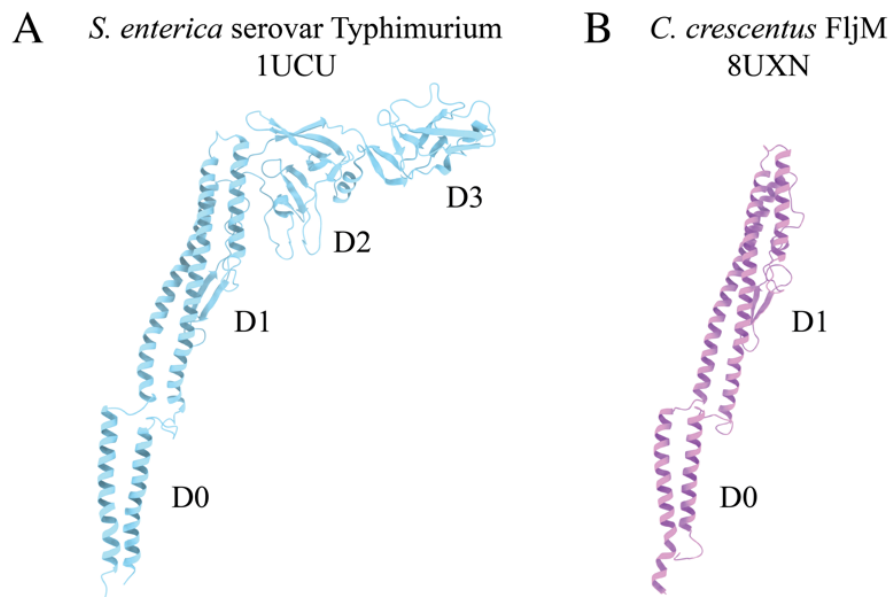 A
S. enterica serovar Typhimurium
1UCU
D3
D2
D1
D0
B
C. crescentus FljM
8UXN
D1
D0